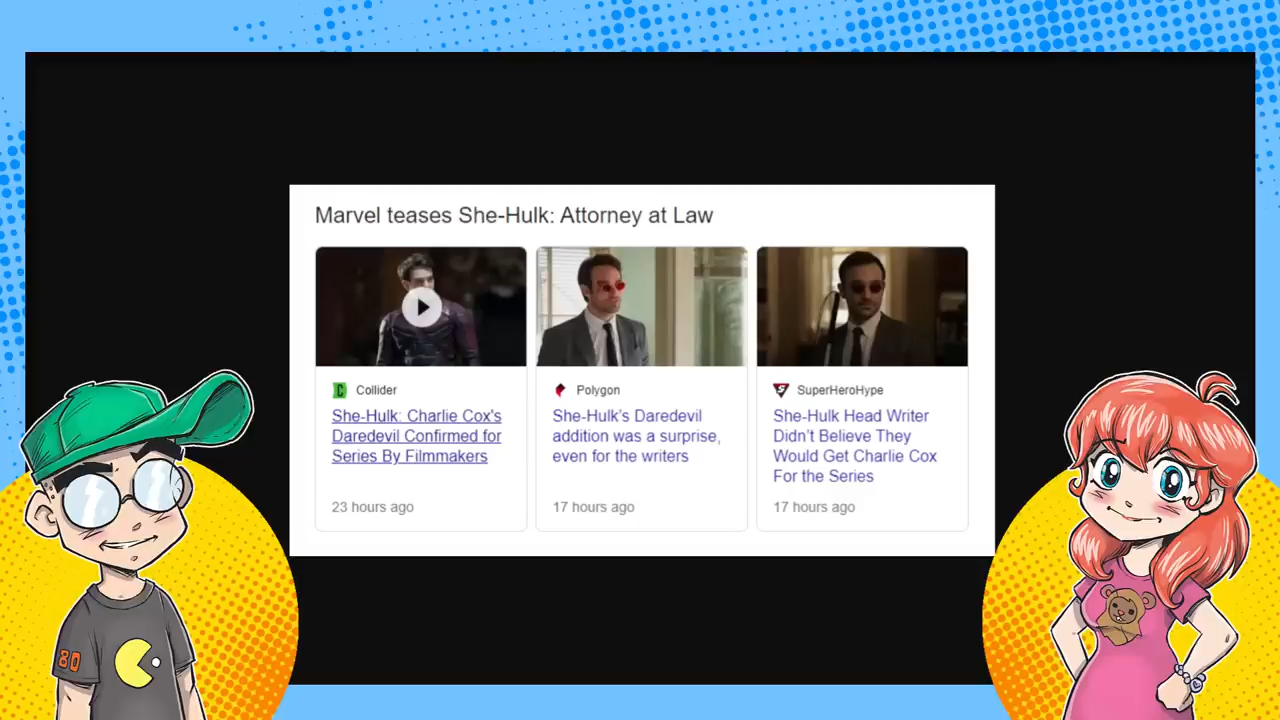 Marvel teases She-Hulk: Attorney at Law
Collider
She-Hulk: Charlie Cox's
Daredevil Confirmed for
Series By Filmmakers
23 hours ago
Polygon
She-Hulk’s Daredevil
addition was a surprise,
even for the writers
17 hours ago
SuperHeroHype
She-Hulk Head Writer
Didn’t Believe They
Would Get Charlie Cox
For the Series
17 hours ago
80